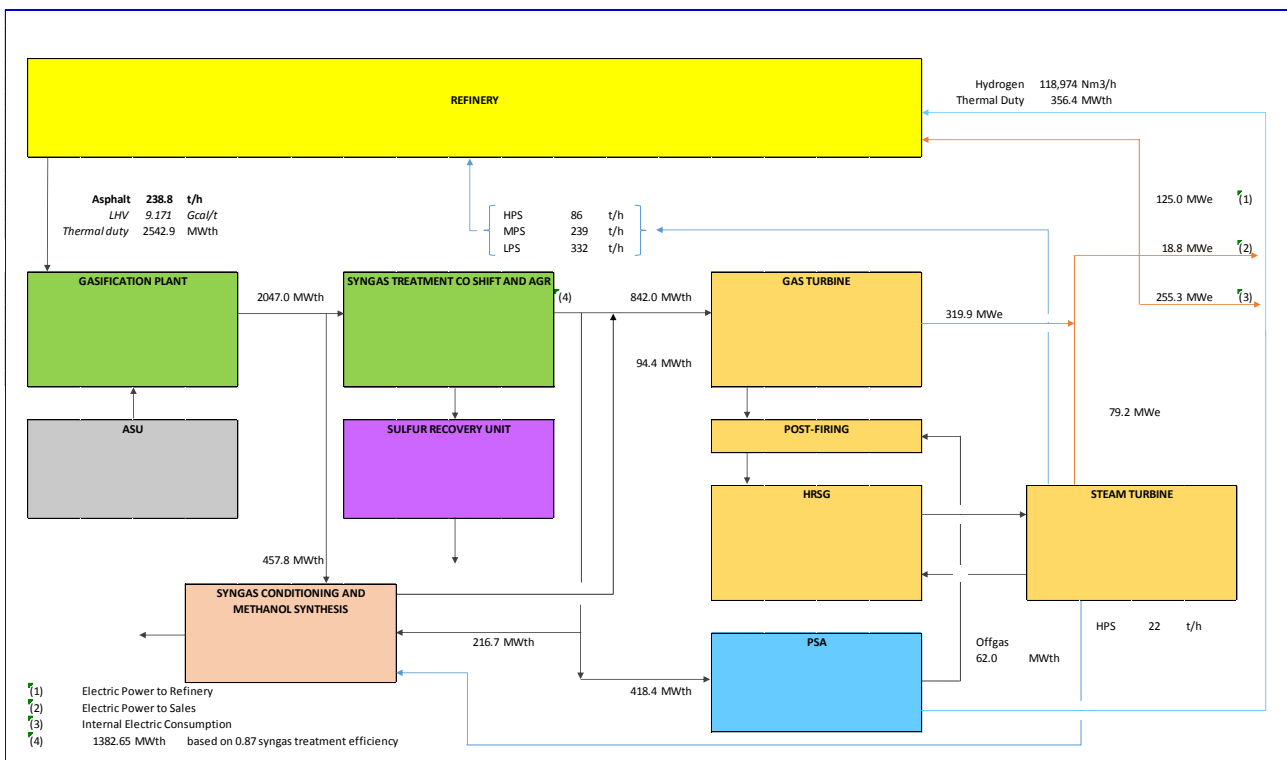 REFINERY
Hydrogen 118,974 Nm3/h
Thermal Duty 356.4 MWth
Asphalt 238.8 t/h
LHV 9.171 Gcal/t
Thermal duty 2542.9 MWth
HPS 86 t/h
MPS 239 t/h
LPS 332 t/h
125.0 MWe (1)
18.8 MWe (2)
255.3 MWe (3)
GASIFICATION PLANT
2047.0 MWth
SYNGAS TREATMENT CO SHIFT AND AGR
(4)
842.0 MWth
GAS TURBINE
319.9 MWe
94.4 MWth
79.2 MWe
ASU
SULFUR RECOVERY UNIT
POST-FIRING
HRSG
STEAM TURBINE
457.8 MWth
SYNGAS CONDITIONING AND
METHANOL SYNTHESIS
216.7 MWth
PSA
HPS 22 t/h
Offgas
62.0 MWth
418.4 MWth
(1) Electric Power to Refinery
(2) Electric Power to Sales
(3) Internal Electric Consumption
(4) 1382.65 MWth based on 0.87 syngas treatment efficiency